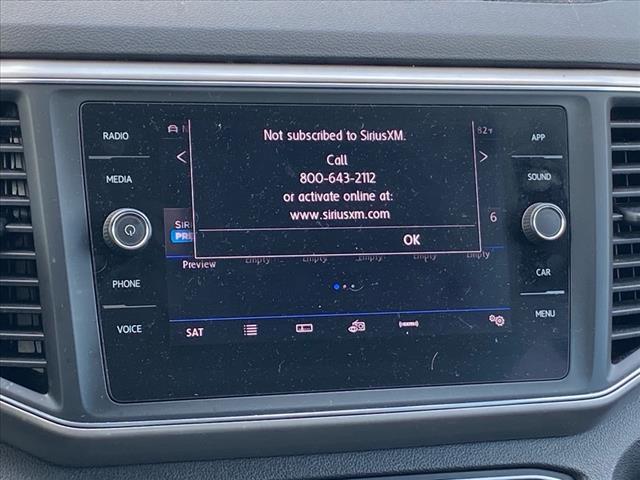 RADIO
MEDIA
PHONE
VOICE
Not subscribed to SiriusXM.
Call
800-643-2112
or activate online at:
www.siriusxm.com
OK
82°F
6
Preview Empty Empty Empty Empty Empty
SAT
APP
SOUND
CAR
MENU